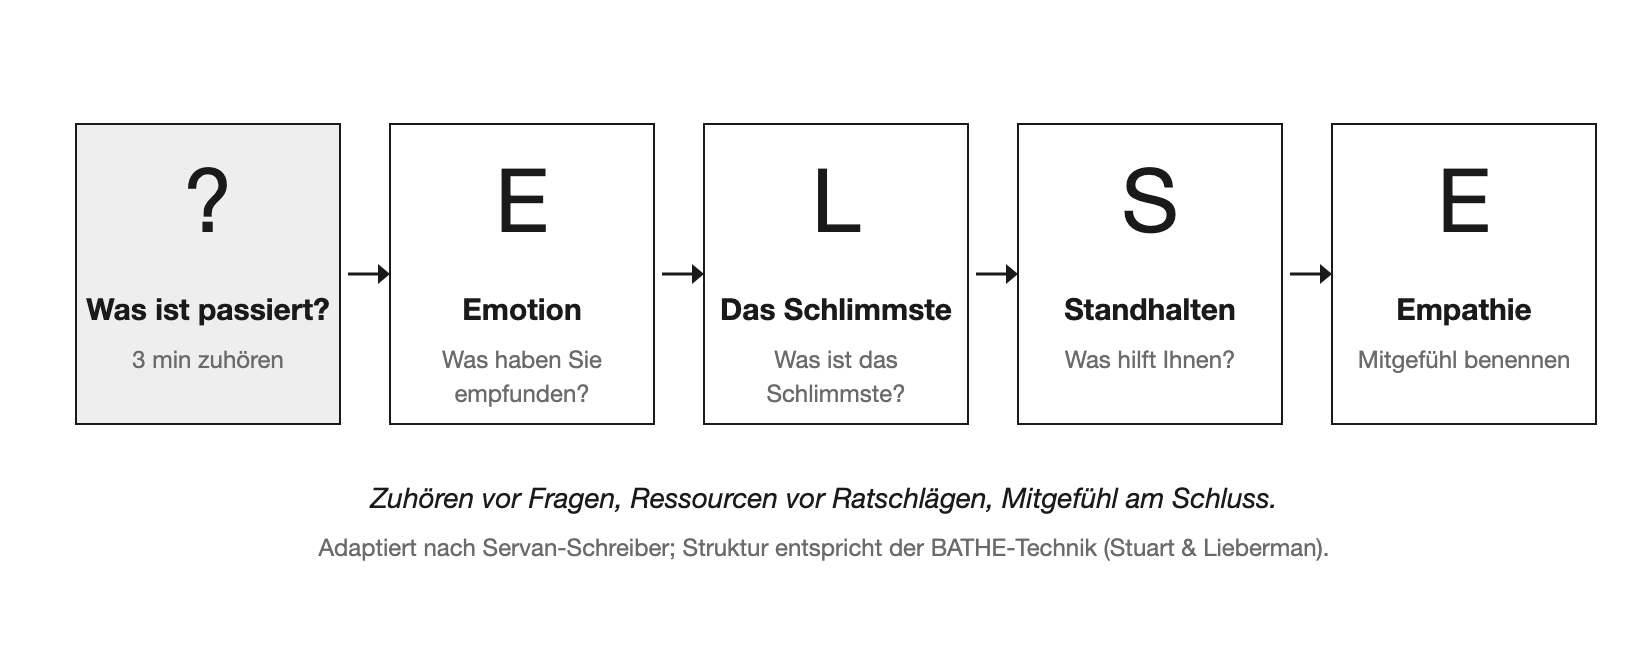 ?
Was ist passiert?
3 min zuhören
E
Emotion
Was haben Sie
empfunden?
L
Das Schlimmste
Was ist das
Schlimmste?
S
Standhalten
Was hilft Ihnen?
E
Empathie
Mitgefühl benennen
Zuhören vor Fragen, Ressourcen vor Ratschlägen, Mitgefühl am Schluss.
Adaptiert nach Servan-Schreiber; Struktur entspricht der BATHE-Technik (Stuart & Lieberman).